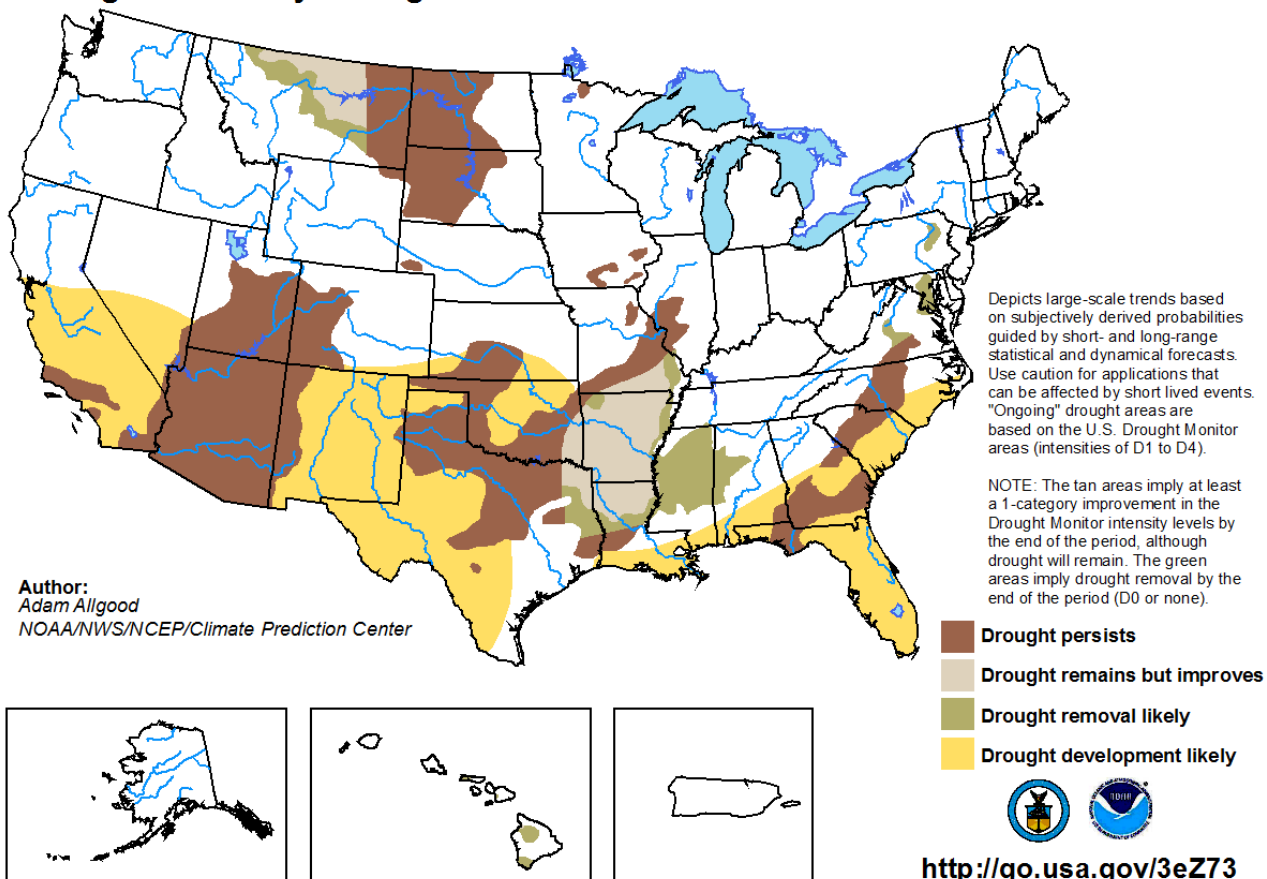 Depicts large-scale trends based
on subjectively derived probabilities
guided by short- and long-range
statistical and dynamical forecasts.
Use caution for applications that
can be affected by short lived events.
"Ongoing" drought areas are
based on the U.S. Drought Monitor
areas (intensities of D1 to D4).
NOTE: The tan areas imply at least
a 1-category improvement in the
Drought Monitor intensity levels by
the end of the period, although
drought will remain. The green
areas imply drought removal by the
end of the period (D0 or none).
Author:
Adam Allgood
NOAA/NWS/NCEP/Climate Prediction Center
Drought persists
Drought remains but improves
Drought removal likely
Drought development likely
http://go.usa.gov/3eZ73